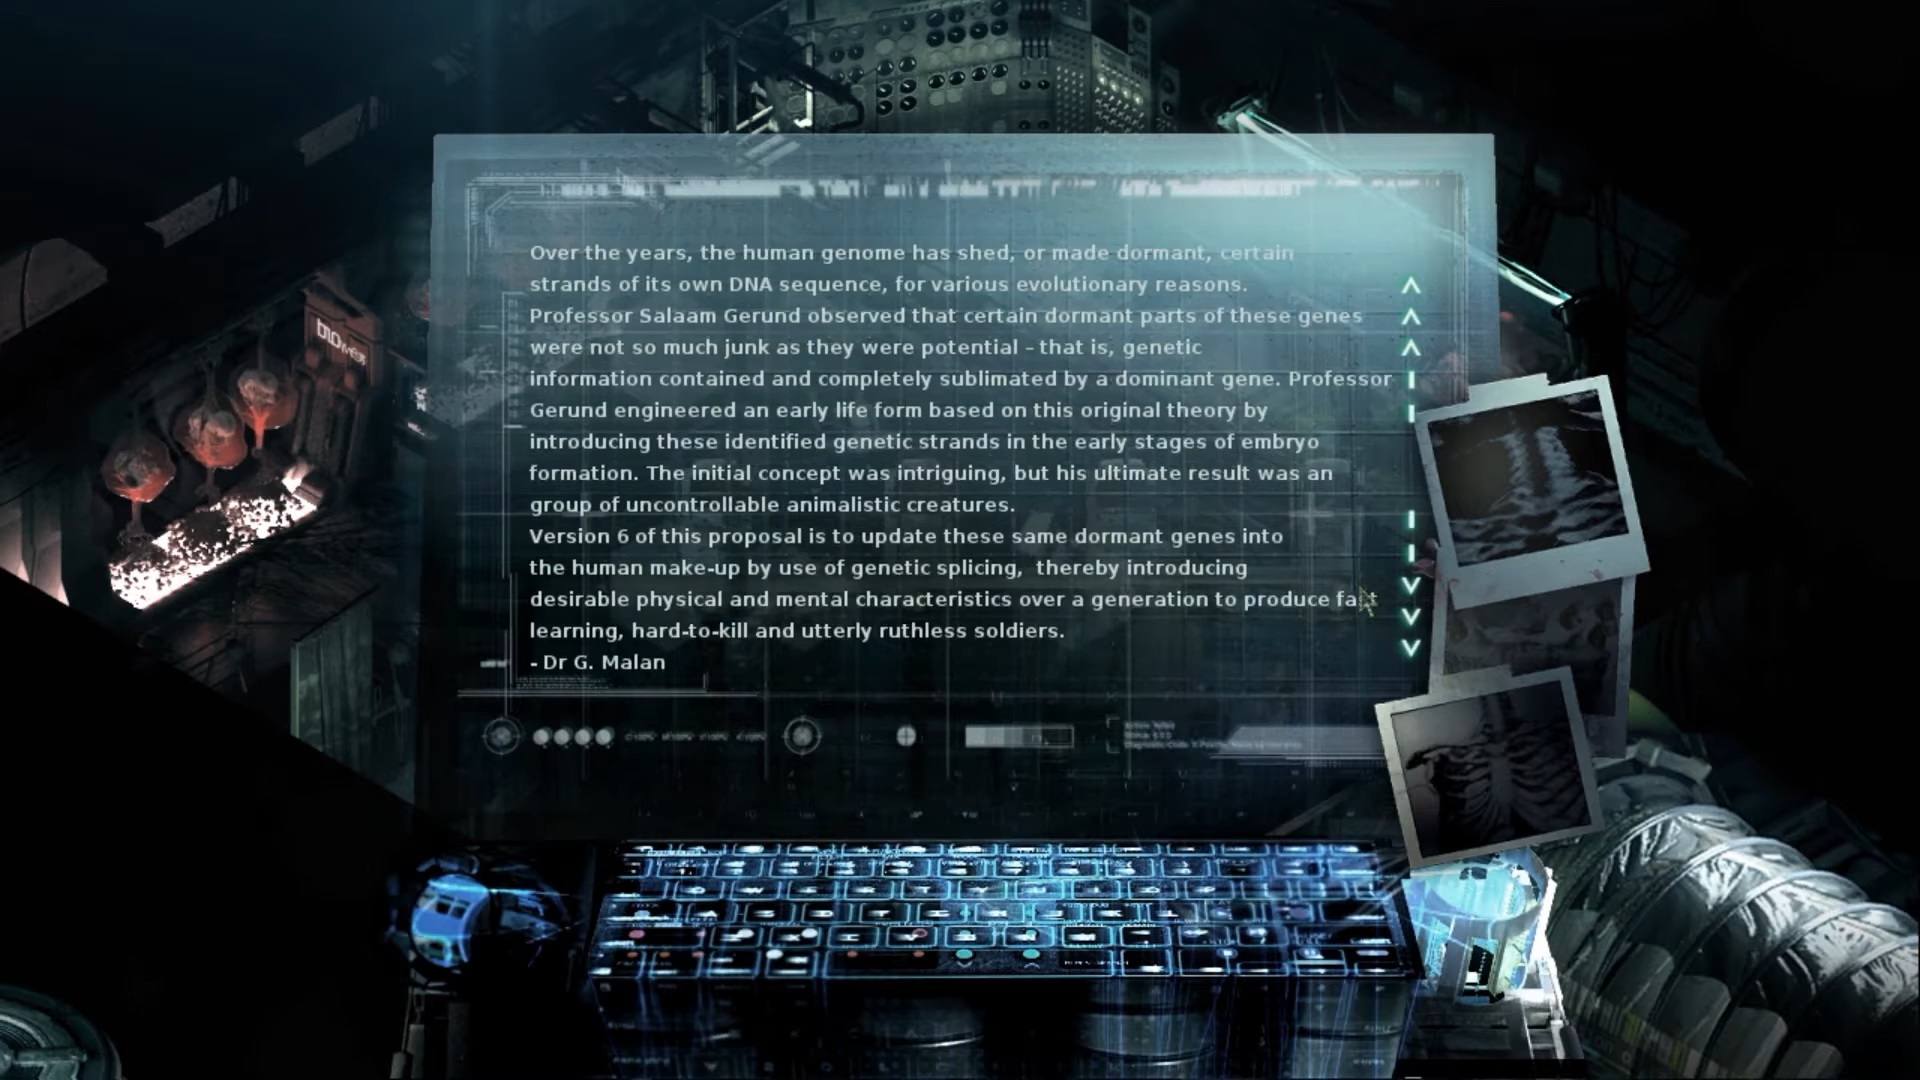 Over the years, the human genome has shed, or made dormant, certain
strands of its own DNA sequence, for various evolutionary reasons.
Professor Salaam Gerund observed that certain dormant parts of these genes
were not so much junk as they were potential – that is, genetic
information contained and completely sublimated by a dominant gene. Professor
Gerund engineered an early life form based on this original theory by
introducing these identified genetic strands in the early stages of embryo
formation. The initial concept was intriguing, but his ultimate result was an
group of uncontrollable animalistic creatures.
Version 6 of this proposal is to update these same dormant genes into
the human make-up by use of genetic splicing,  thereby introducing
desirable physical and mental characteristics over a generation to produce fast
learning, hard-to-kill and utterly ruthless soldiers.
- Dr G. Malan